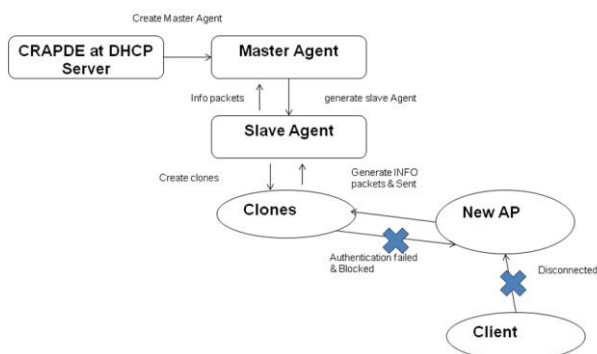 Create Master Agent
CRAPDE at DHCP
Server
Master Agent
Info packets
generate slave Agent
Slave Agent
Create clones
Generate INFO
packets & Sent
Clones
New AP
Authentication failed
& Blocked
Disconnected
Client